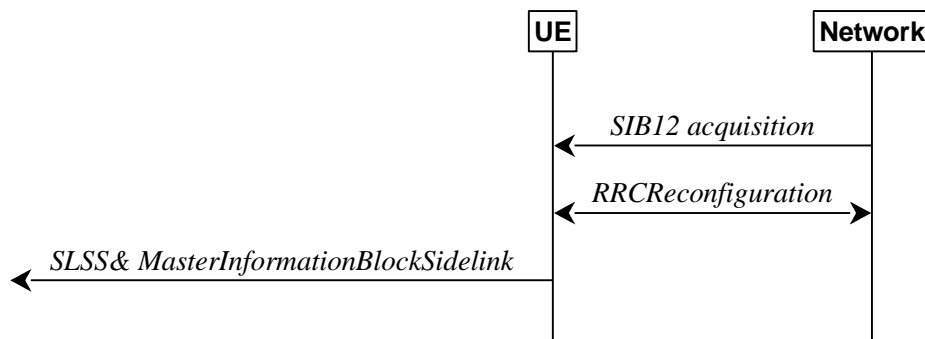 UE
Network
SIB12 acquisition
RRCReconfiguration
SLSS& MasterInformationBlockSidelink